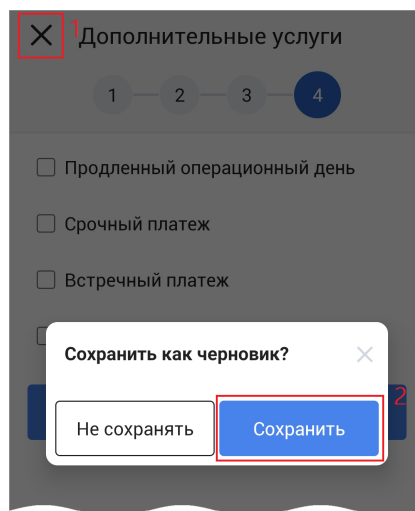 1
Дополнительные услуги
1 2 3 4
Продленный операционный день
Срочный платеж
Встречный платеж
Сохранить как черновик?
2
Не сохранять Сохранить